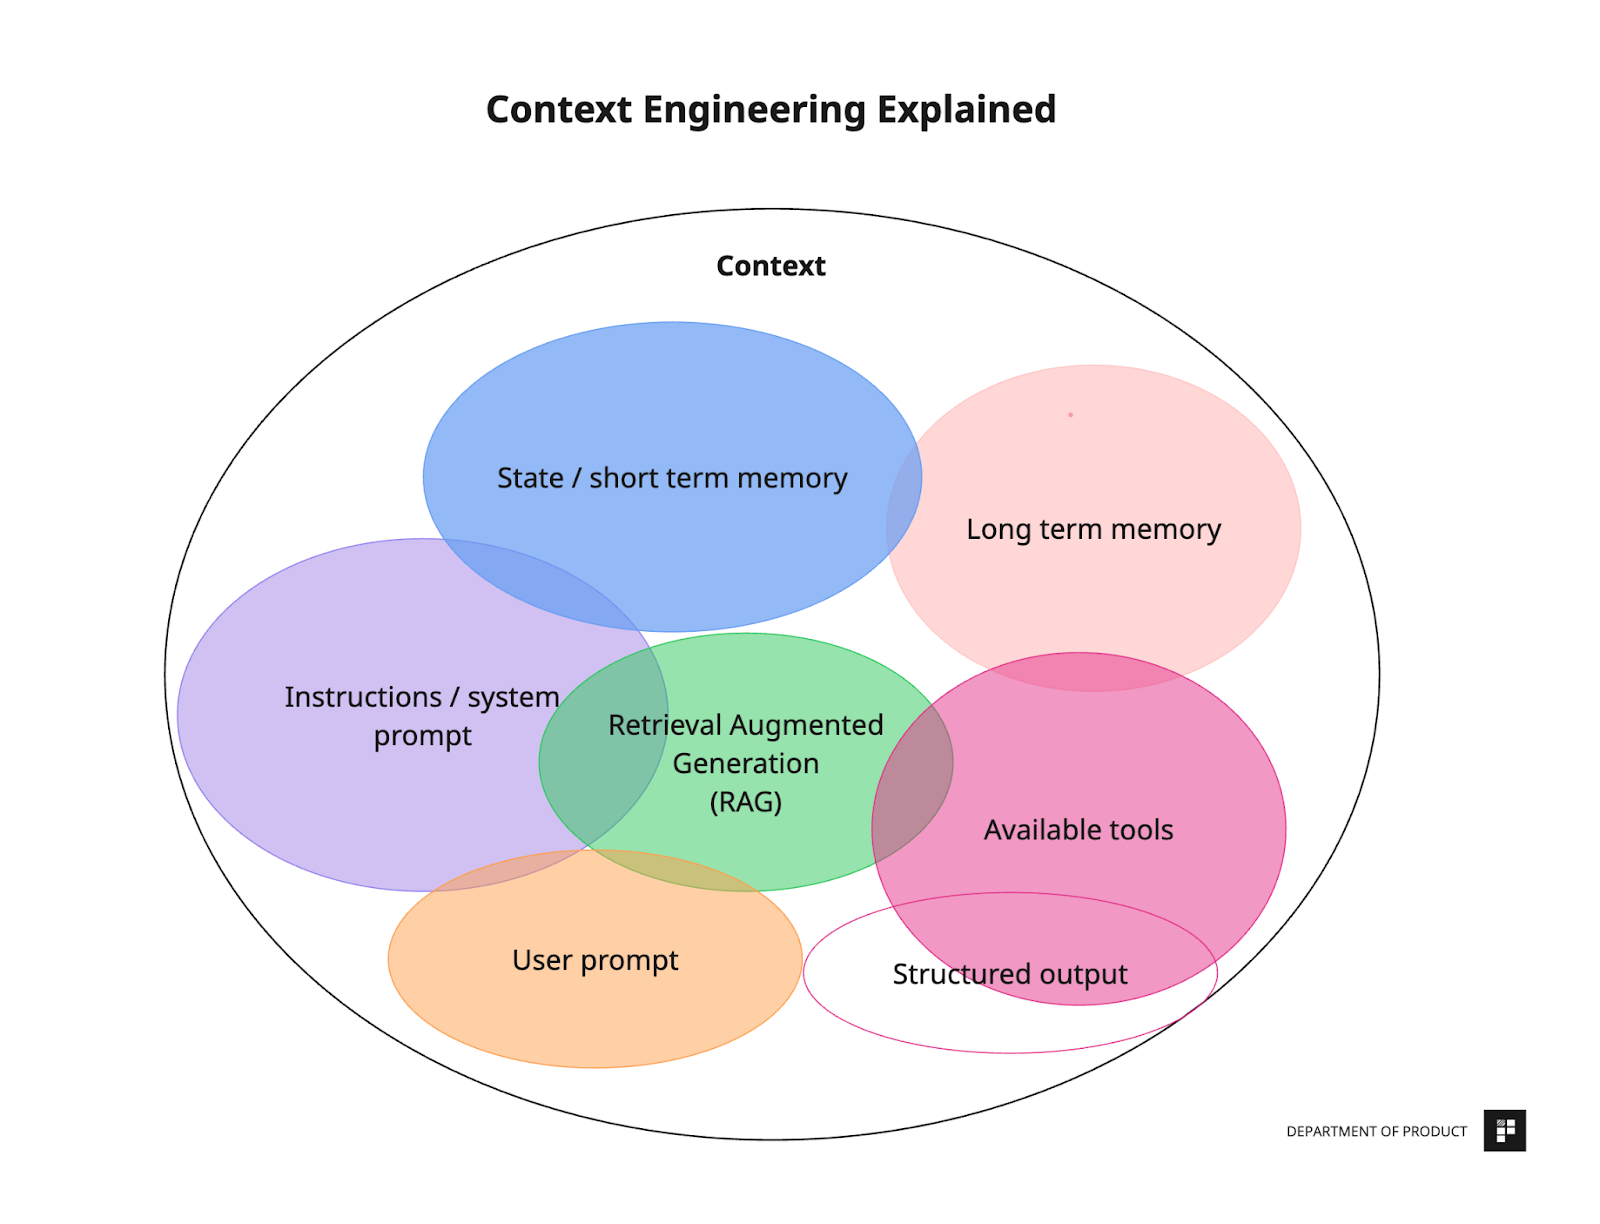 Context Engineering Explained
Context
State / short term memory
Long term memory
Instructions / system
prompt
Retrieval Augmented
Generation
(RAG)
Available tools
User prompt
Structured output
DEPARTMENT OF PRODUCT